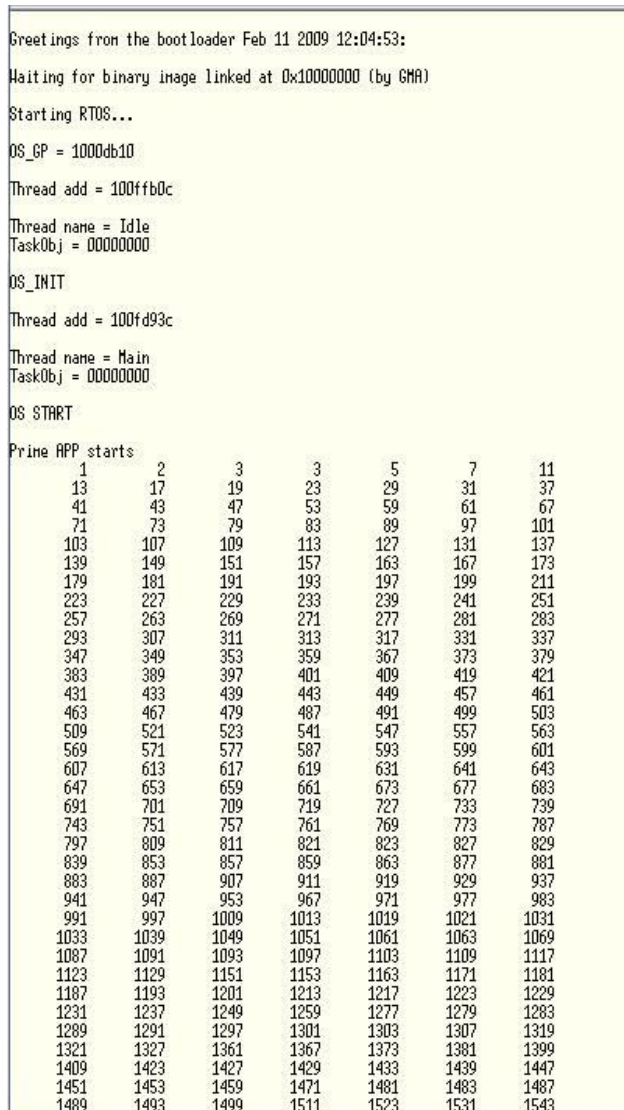 Greetings from the bootloader Feb 11 2009 12:04:53:
Waiting for binary image linked at 0x10000000 (by GMA)
Starting RTOS...
OS_GP = 1000db10
Thread add = 100ffb0c
Thread name = Idle
TaskObj = 00000000
OS_INIT
Thread add = 100fd93c
Thread name = Main
TaskObj = 00000000
OS START
Prime APP starts
1 2 3 3 5 7 11
13 17 19 23 29 31 37
41 43 47 53 59 61 67
71 73 79 83 89 97 101
103 107 109 113 127 131 137
139 149 151 157 163 167 173
179 181 191 193 197 199 211
223 227 229 233 239 241 251
257 263 269 271 277 281 283
293 307 311 313 317 331 337
347 349 353 359 367 373 379
383 389 397 401 409 419 421
431 433 439 443 449 457 461
463 467 479 487 491 499 503
509 521 523 541 547 557 563
569 571 577 587 593 599 601
607 613 617 619 631 641 643
647 653 659 661 673 677 683
691 701 709 719 727 733 739
743 751 757 761 769 773 787
797 809 811 821 823 827 829
839 853 857 859 863 877 881
883 887 907 911 919 929 937
941 947 953 967 971 977 983
991 997 1009 1013 1019 1021 1031
1033 1039 1049 1051 1061 1063 1069
1087 1091 1093 1097 1103 1109 1117
1123 1129 1151 1153 1163 1171 1181
1187 1193 1201 1213 1217 1223 1229
1231 1237 1249 1259 1277 1279 1283
1289 1291 1297 1301 1303 1307 1319
1321 1327 1361 1367 1373 1381 1399
1409 1423 1427 1429 1433 1439 1447
1451 1453 1459 1471 1481 1483 1487
1489 1493 1499 1511 1523 1531 1543